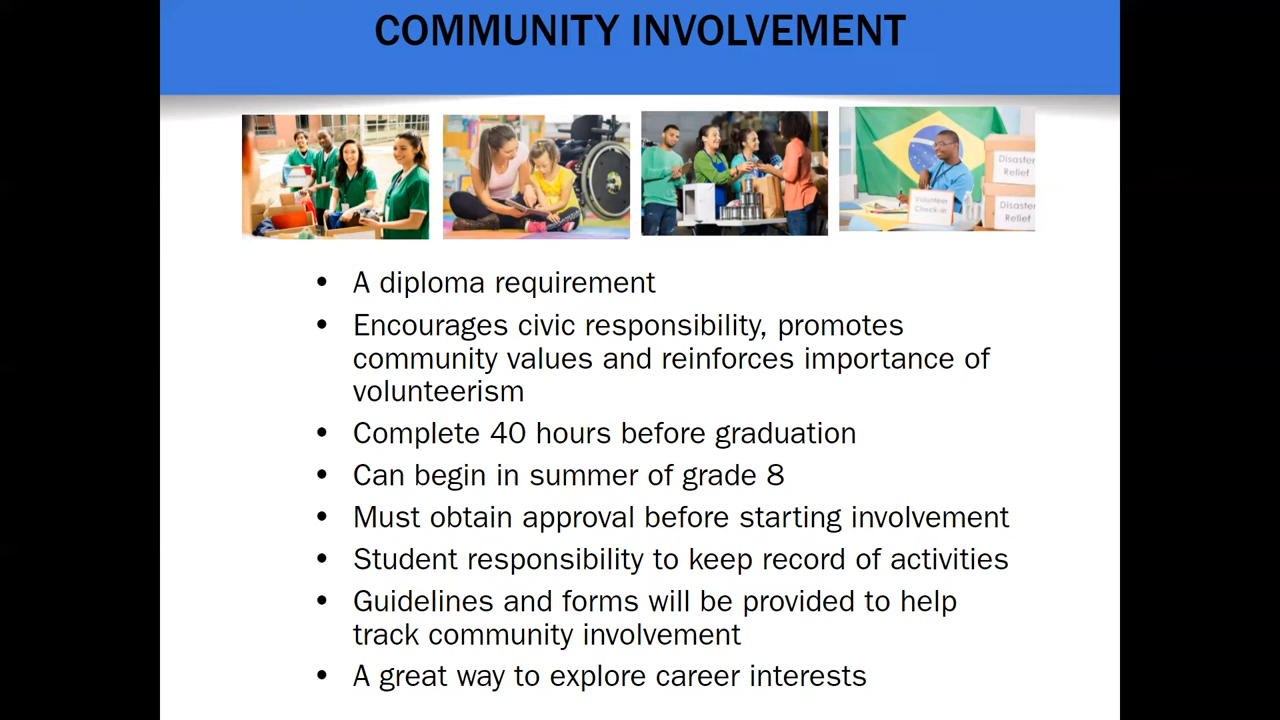 COMMUNITY INVOLVEMENT
Disaster
Relief
Volunteer
Check-in
Disaster
Relief
• A diploma requirement
• Encourages civic responsibility, promotes
community values and reinforces importance of
volunteerism
• Complete 40 hours before graduation
• Can begin in summer of grade 8
• Must obtain approval before starting involvement
• Student responsibility to keep record of activities
• Guidelines and forms will be provided to help
track community involvement
• A great way to explore career interests